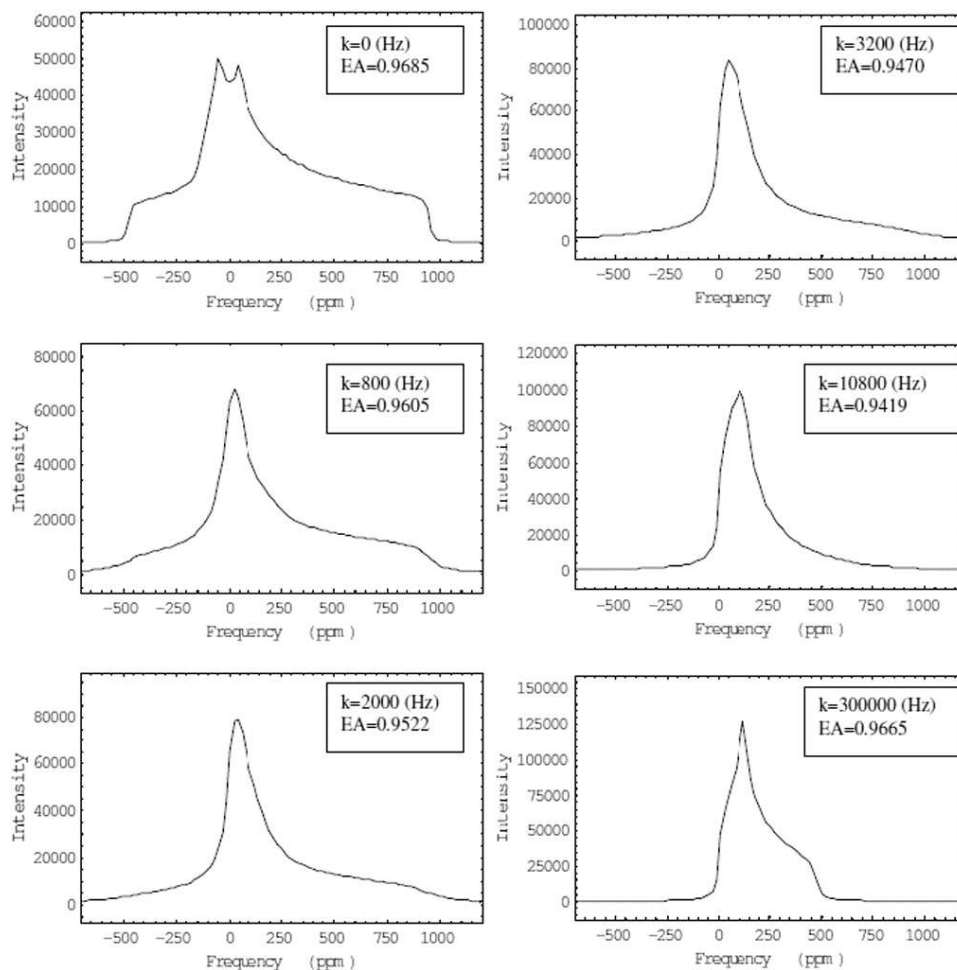 k=0 (Hz)
EA=0.9685
60000
50000
40000
30000
20000
10000
0
Intensity
−500 −250 0 250 500 750 1000
Frequency (ppm)
k=3200 (Hz)
EA=0.9470
100000
80000
60000
40000
20000
0
Intensity
−500 −250 0 250 500 750 1000
Frequency (ppm)
k=800 (Hz)
EA=0.9605
80000
60000
40000
20000
0
Intensity
−500 −250 0 250 500 750 1000
Frequency (ppm)
k=10800 (Hz)
EA=0.9419
120000
100000
80000
60000
40000
20000
0
Intensity
−500 −250 0 250 500 750 1000
Frequency (ppm)
k=2000 (Hz)
EA=0.9522
80000
60000
40000
20000
0
Intensity
−500 −250 0 250 500 750 1000
Frequency (ppm)
k=300000 (Hz)
EA=0.9665
150000
125000
100000
75000
50000
25000
0
Intensity
−500 −250 0 250 500 750 1000
Frequency (ppm)